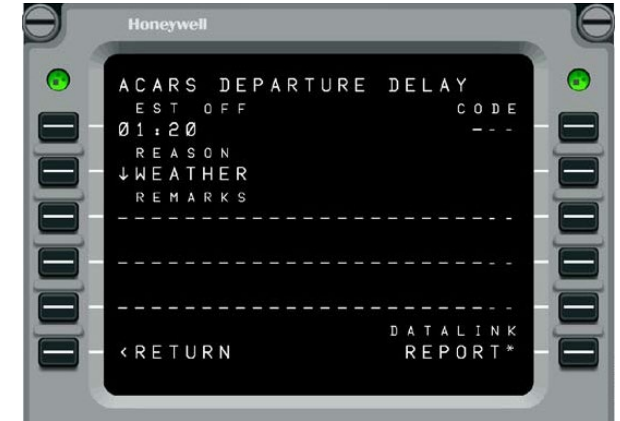 Honeywell
ACARS DEPARTURE DELAY
EST OFF CODE
01:20 ---
REASON
↓WEATHER
REMARKS
------------------------
------------------------
------------------------
DATALINK
<RETURN REPORT*